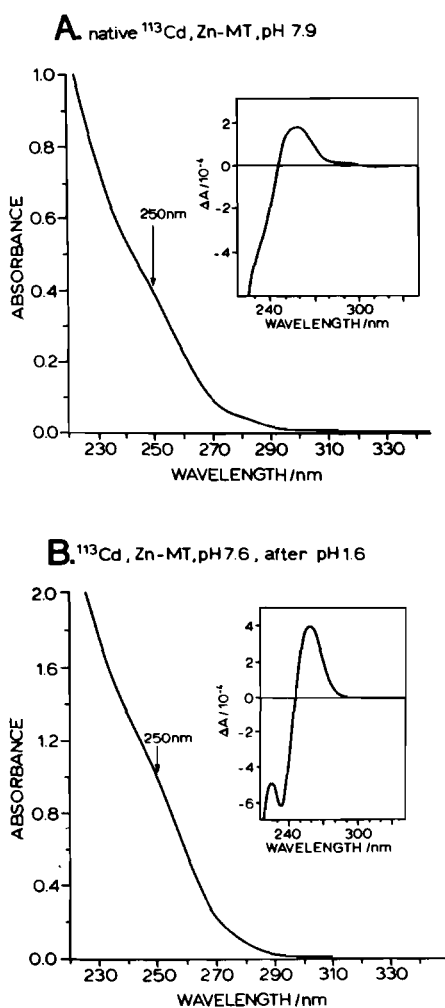 A. native ¹¹³Cd, Zn-MT, pH 7.9
1.0
0.8
0.6
0.4
0.2
0.0
ABSORBANCE
250nm
230 250 270 290 310 330
WAVELENGTH/nm
2
0
-4
ΔA/10⁻⁴
240 300
WAVELENGTH/nm
B. ¹¹³Cd, Zn-MT, pH 7.6, after pH 1.6
2.0
1.6
1.2
0.8
0.4
0.0
ABSORBANCE
250nm
230 250 270 290 310 330
WAVELENGTH/nm
4
2
0
-2
-4
-6
ΔA/10⁻⁴
240 300
WAVELENGTH/nm